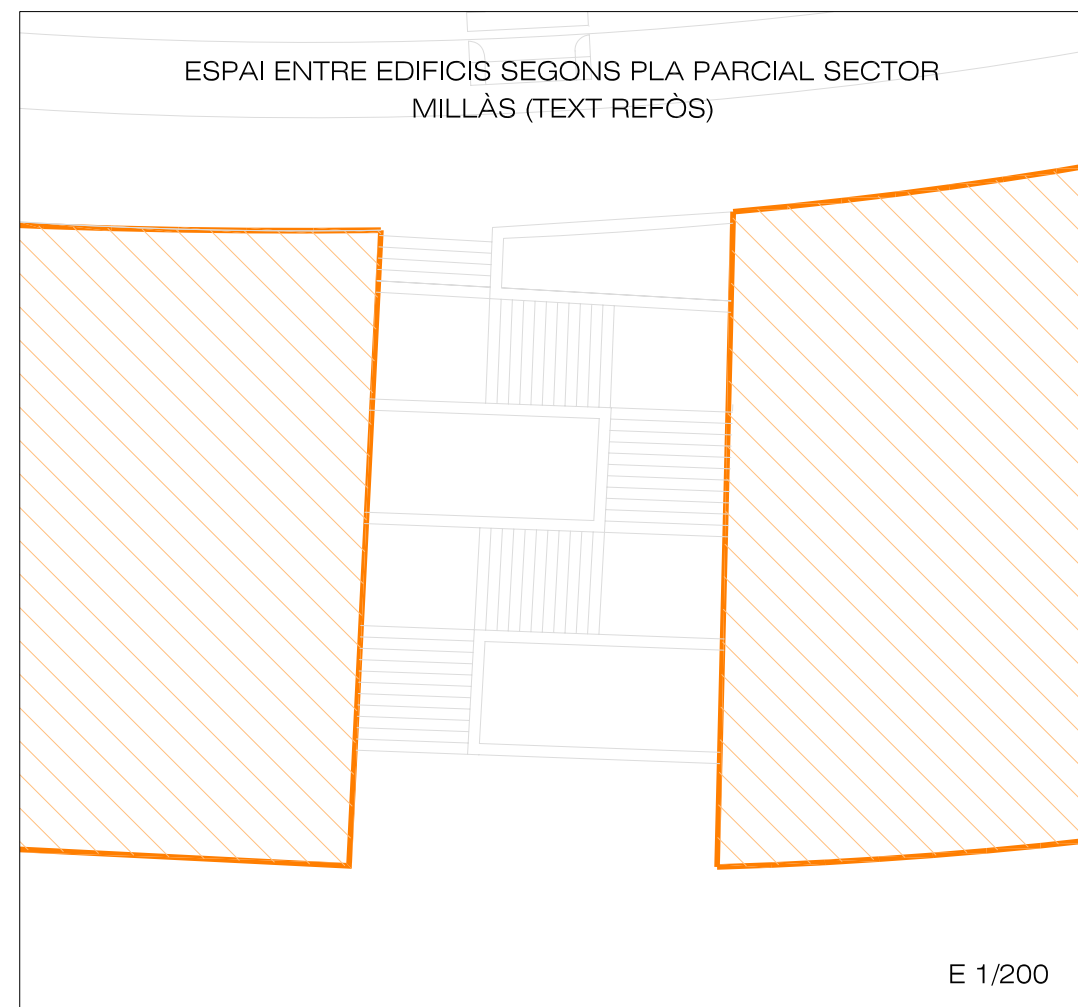 ESPAI ENTRE EDIFICIS SEGONS PLA PARCIAL SECTOR
MILLÀS (TEXT REFÒS)
E 1/200